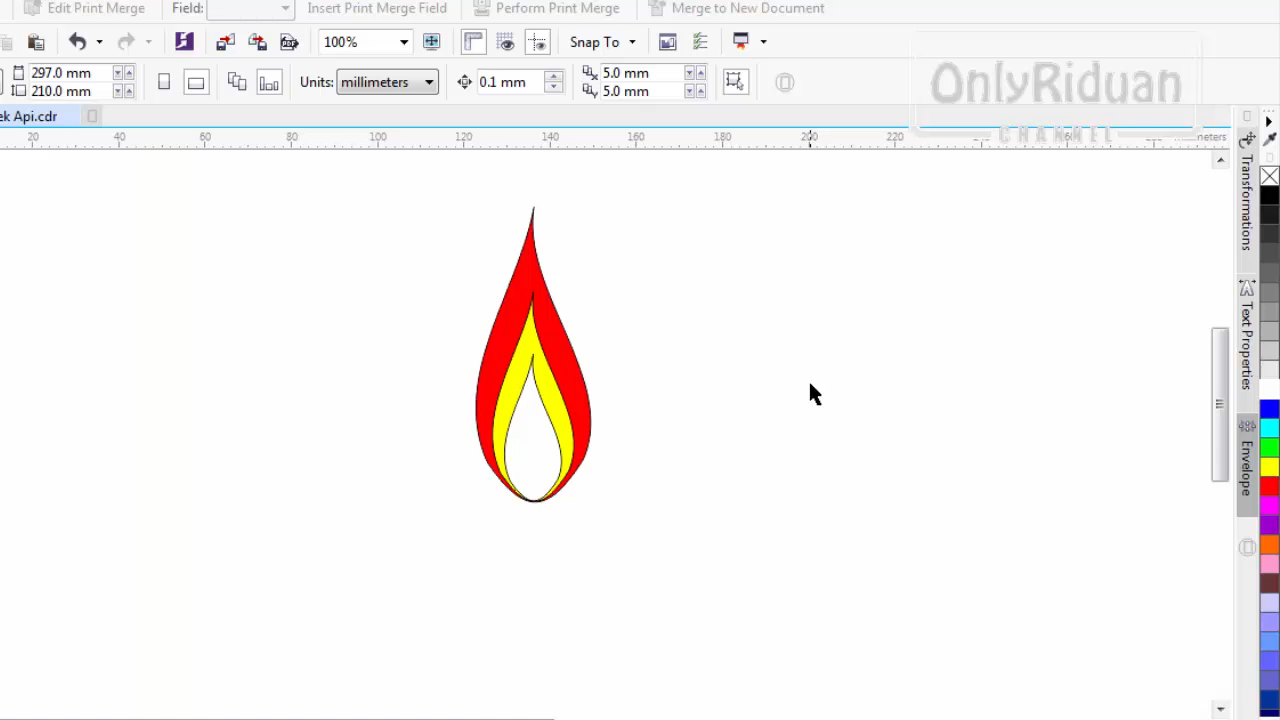 Edit Print Merge Field: Insert Print Merge Field Perform Print Merge Merge to New Document
100% Snap To
297.0 mm
210.0 mm
Units: millimeters 0.1 mm
5.0 mm
5.0 mm
OnlyRiduan
CHANNEL
ek Api.cdr
20 40 60 80 100 120 140 160 180 200 220
Transformations
Text Properties
Envelope